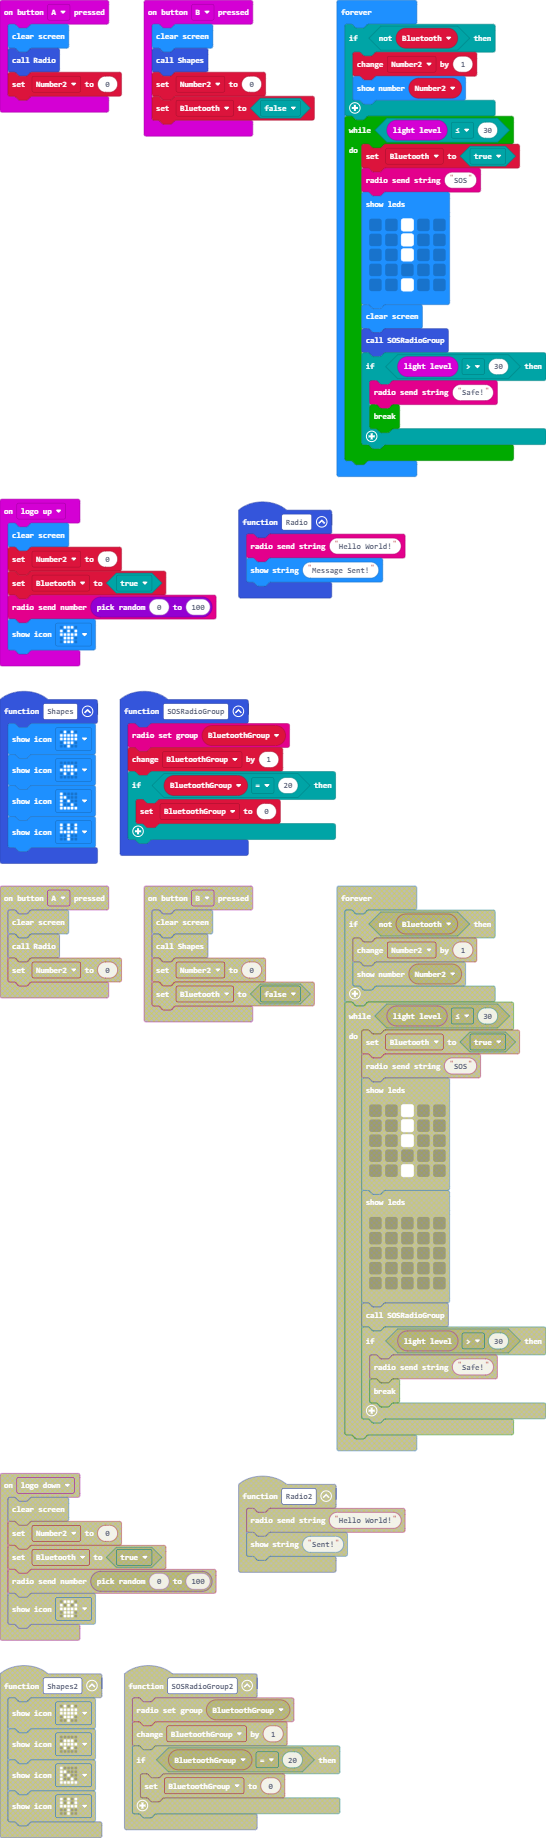 on button A pressed
clear screen
call Radio
set Number2 to 0
on button B pressed
clear screen
call Shapes
set Number2 to 0
set Bluetooth to false
forever
if not Bluetooth then
change Number2 by 1
show number Number2
while light level ≤ 30
do
set Bluetooth to true
radio send string "SOS"
show leds
clear screen
call SOSRadioGroup
if light level > 30 then
radio send string "Safe!"
break
on logo up
clear screen
set Number2 to 0
set Bluetooth to true
radio send number pick random 0 to 100
show icon
function Radio
radio send string "Hello World!"
show string "Message Sent!"
function Shapes
show icon
show icon
show icon
show icon
function SOSRadioGroup
radio set group BluetoothGroup
change BluetoothGroup by 1
if BluetoothGroup = 20 then
set BluetoothGroup to 0
on button A pressed
clear screen
call Radio
set Number2 to 0
on button B pressed
clear screen
call Shapes
set Number2 to 0
set Bluetooth to false
forever
if not Bluetooth then
change Number2 by 1
show number Number2
while light level ≤ 30
do
set Bluetooth to true
radio send string "SOS"
show leds
show leds
call SOSRadioGroup
if light level > 30 then
radio send string "Safe!"
break
on logo down
clear screen
set Number2 to 0
set Bluetooth to true
radio send number pick random 0 to 100
show icon
function Radio2
radio send string "Hello World!"
show string "Sent!"
function Shapes2
show icon
show icon
show icon
show icon
function SOSRadioGroup2
radio set group BluetoothGroup
change BluetoothGroup by 1
if BluetoothGroup = 20 then
set BluetoothGroup to 0